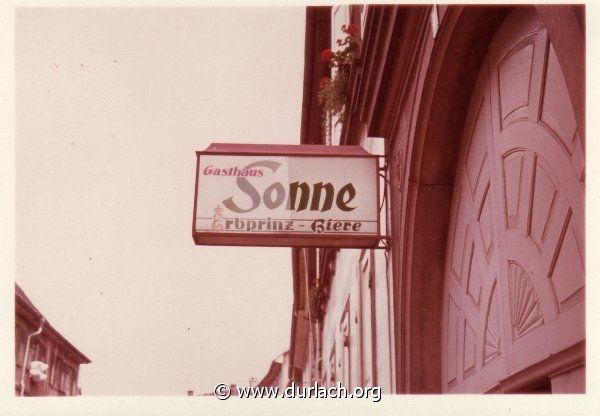 Gasthaus
Sonne
Erbprinz - Biere
© www.durlach.org